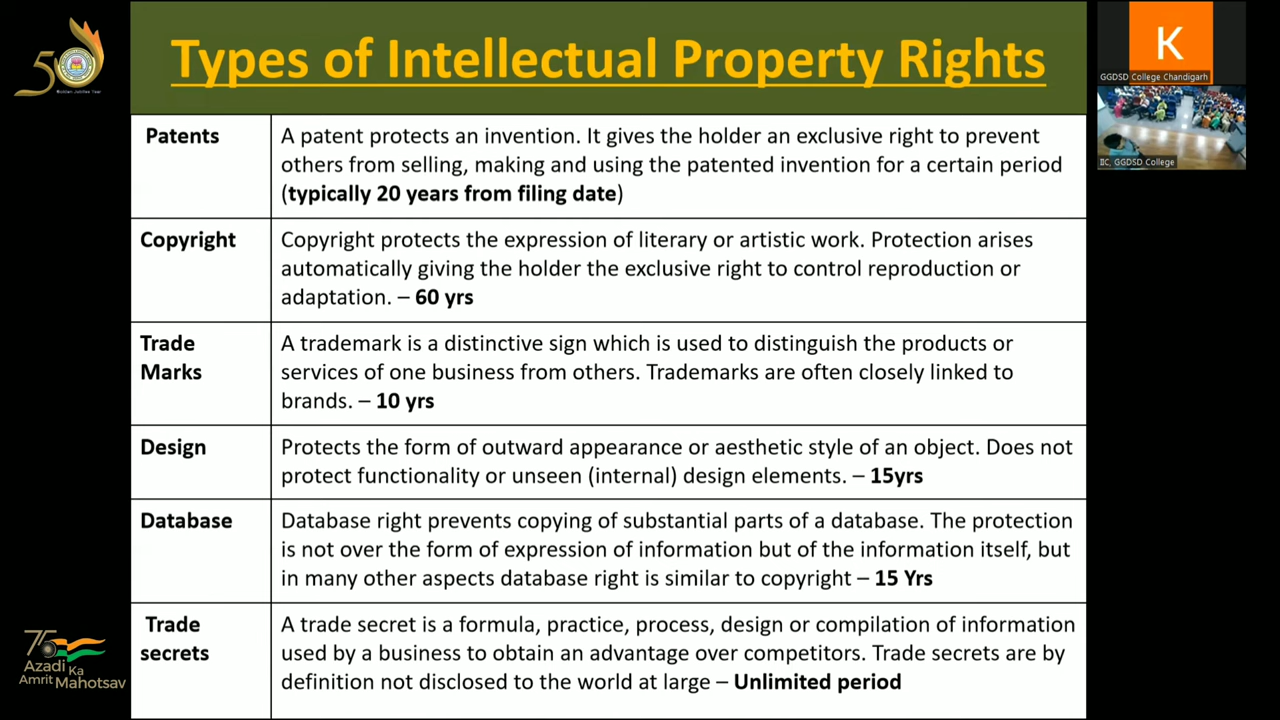 50
Golden Jubilee Year
Types of Intellectual Property Rights
Patents
A patent protects an invention. It gives the holder an exclusive right to prevent
others from selling, making and using the patented invention for a certain period
(typically 20 years from filing date)
Copyright
Copyright protects the expression of literary or artistic work. Protection arises
automatically giving the holder the exclusive right to control reproduction or
adaptation. – 60 yrs
Trade
Marks
A trademark is a distinctive sign which is used to distinguish the products or
services of one business from others. Trademarks are often closely linked to
brands. – 10 yrs
Design
Protects the form of outward appearance or aesthetic style of an object. Does not
protect functionality or unseen (internal) design elements. – 15yrs
Database
Database right prevents copying of substantial parts of a database. The protection
is not over the form of expression of information but of the information itself, but
in many other aspects database right is similar to copyright – 15 Yrs
Trade
secrets
A trade secret is a formula, practice, process, design or compilation of information
used by a business to obtain an advantage over competitors. Trade secrets are by
definition not disclosed to the world at large – Unlimited period
K
GGDSD College Chandigarh
IIC, GGDSD College
75
Azadi
Ka
Amrit Mahotsav